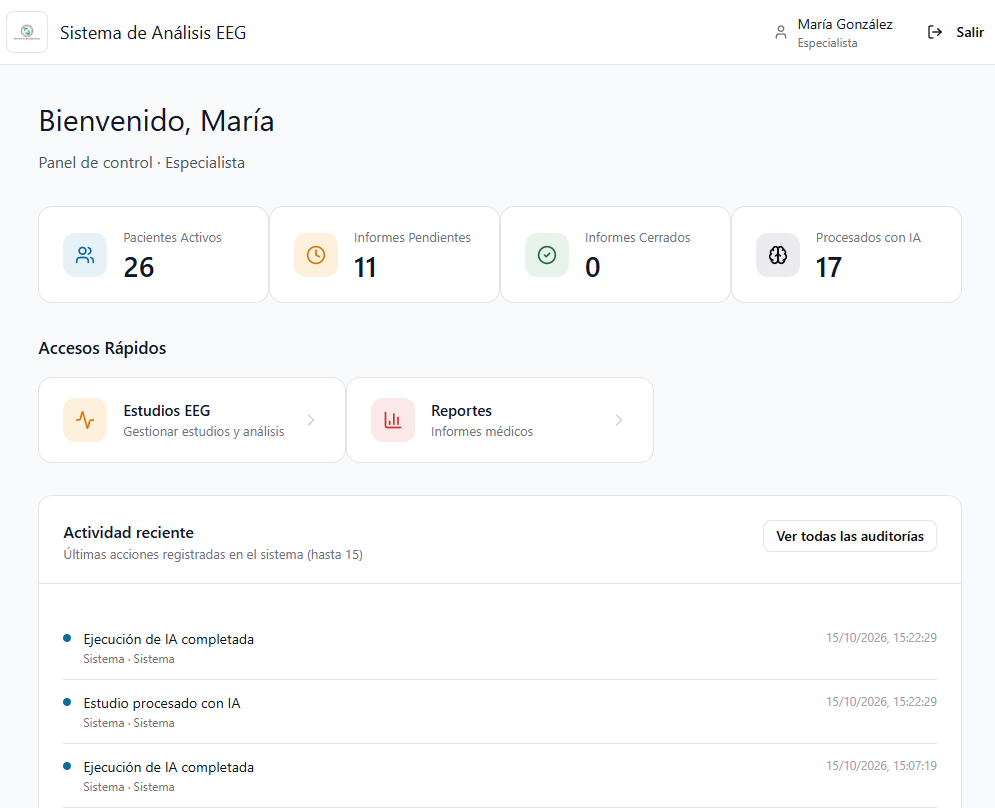 Sistema de Análisis EEG
María González
Especialista
Salir
Bienvenido, María
Panel de control · Especialista
Pacientes Activos
26
Informes Pendientes
11
Informes Cerrados
0
Procesados con IA
17
Accesos Rápidos
Estudios EEG
Gestionar estudios y análisis
Reportes
Informes médicos
Actividad reciente
Últimas acciones registradas en el sistema (hasta 15)
Ver todas las auditorías
Ejecución de IA completada
15/10/2026, 15:22:29
Sistema · Sistema
Estudio procesado con IA
15/10/2026, 15:22:29
Sistema · Sistema
Ejecución de IA completada
15/10/2026, 15:07:19
Sistema · Sistema